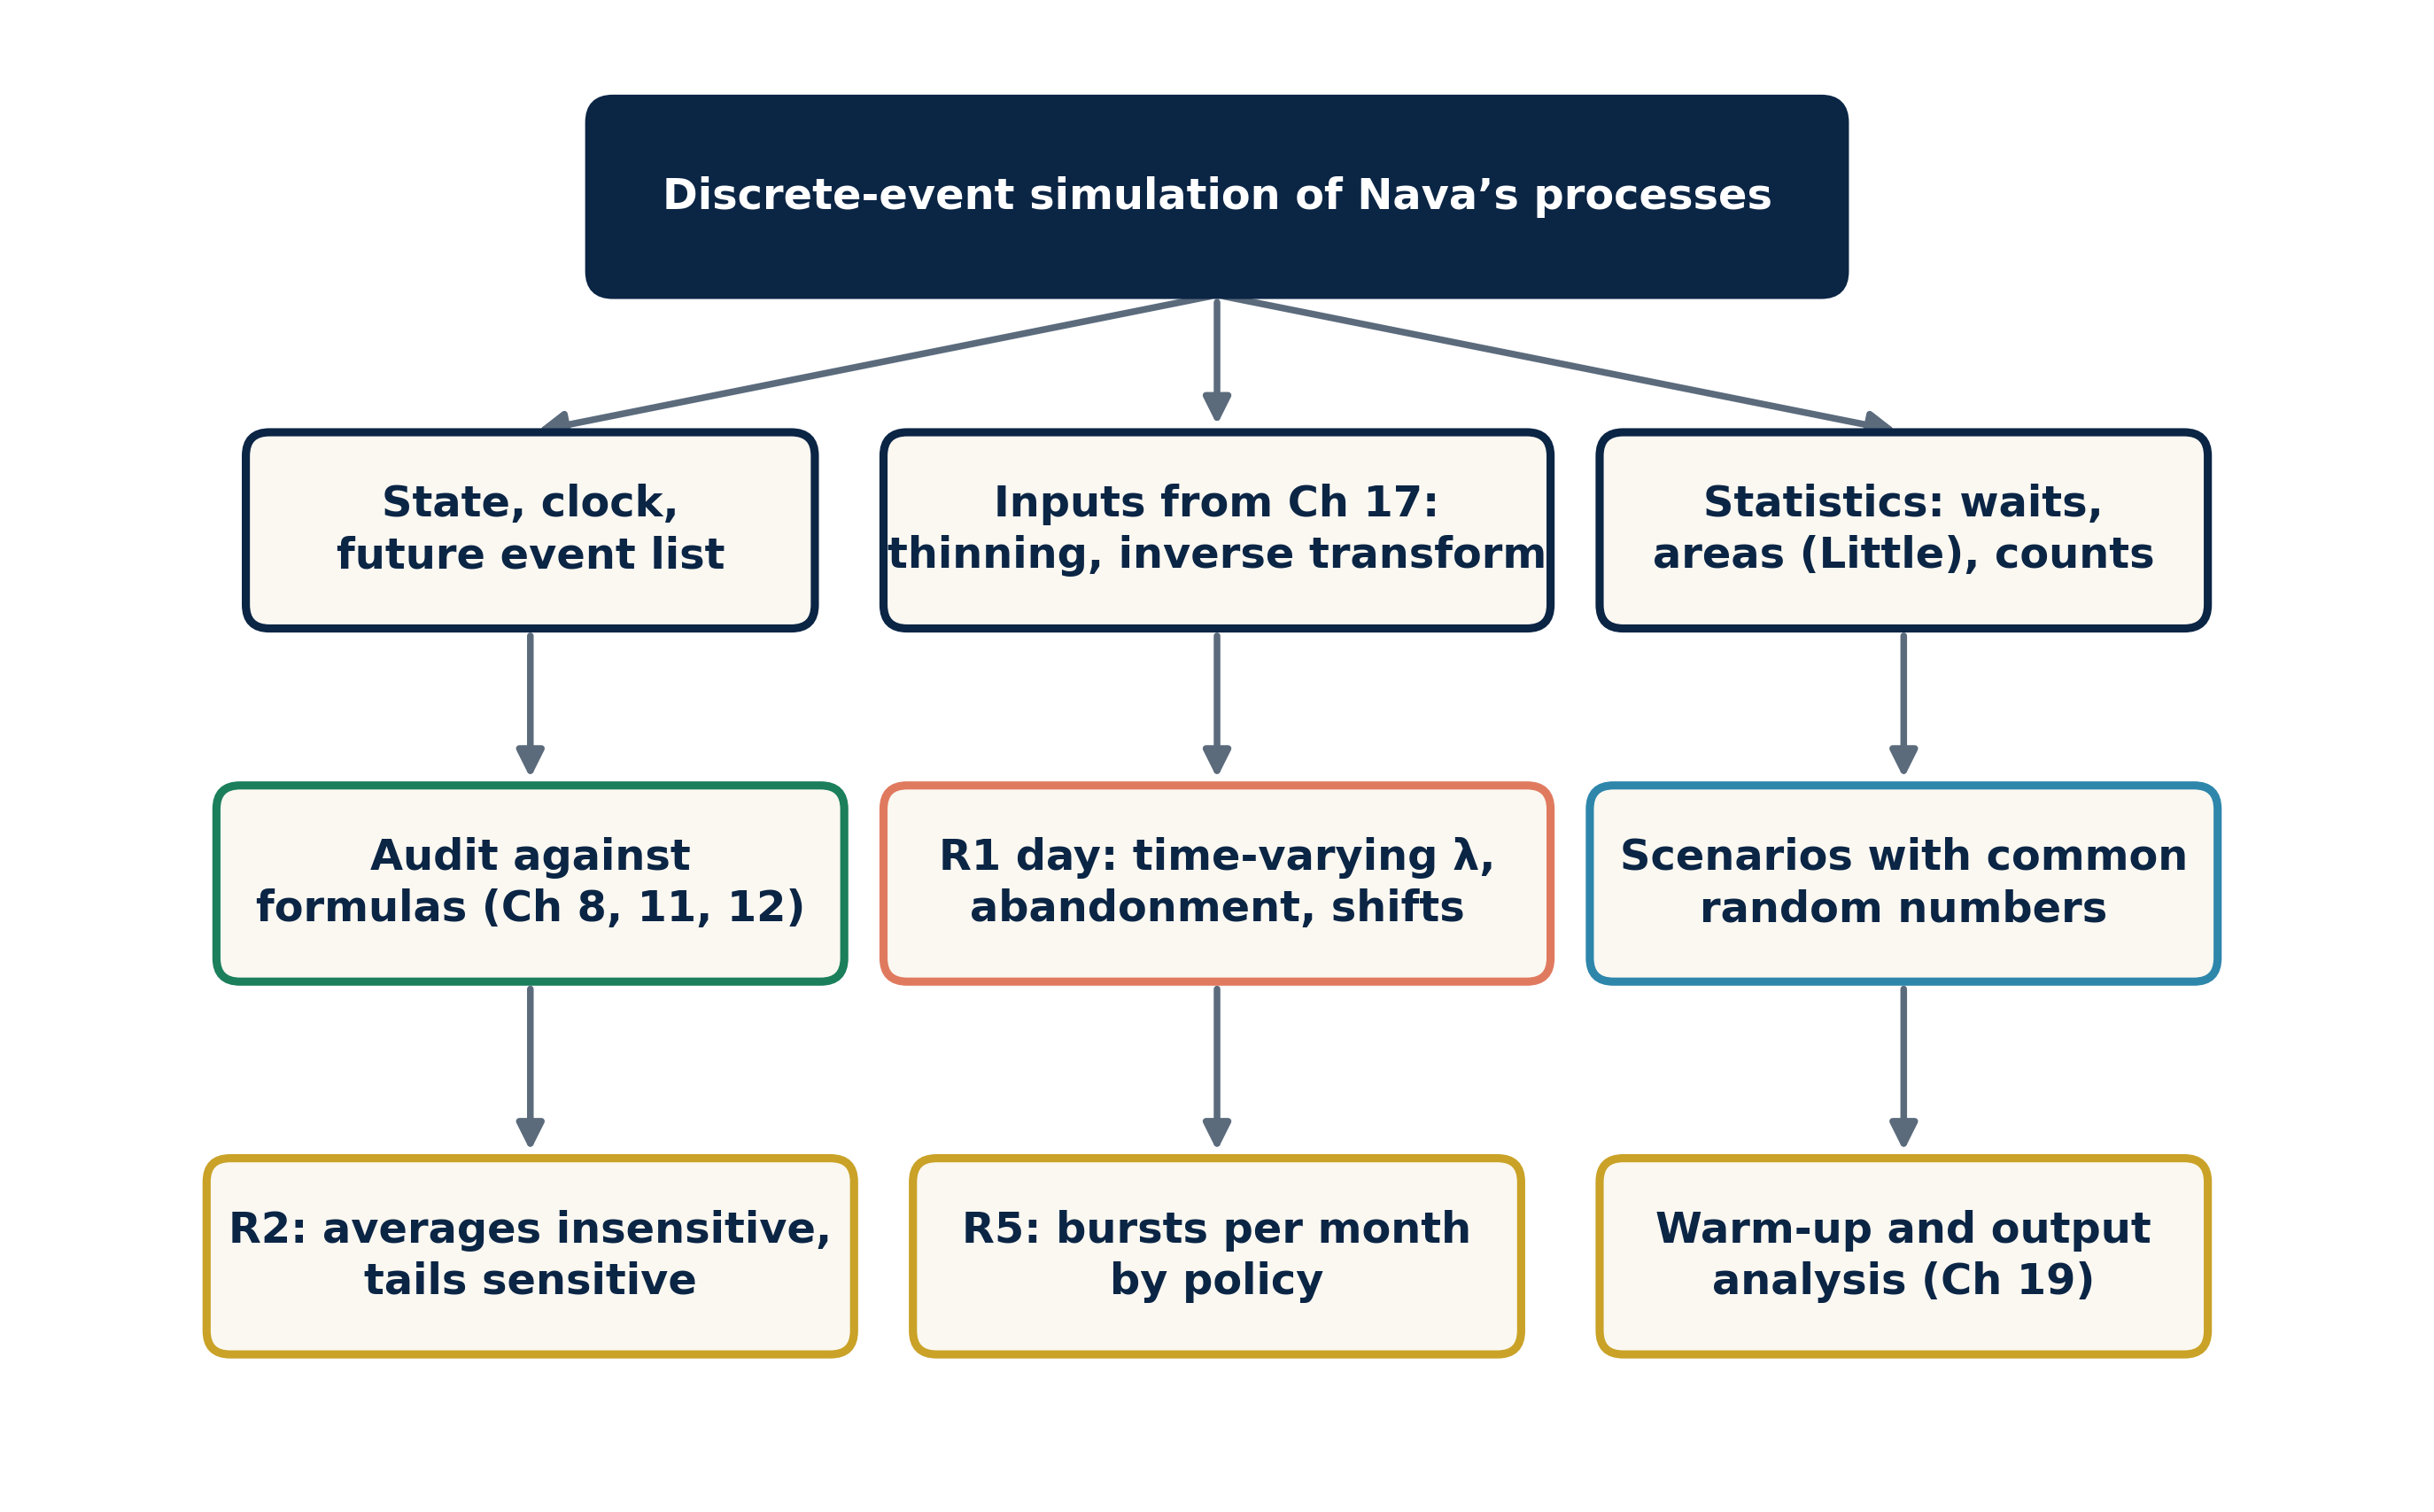 Discrete-event simulation of Nava’s processes
State, clock,
future event list
Inputs from Ch 17:
thinning, inverse transform
Statistics: waits,
areas (Little), counts
Audit against
formulas (Ch 8, 11, 12)
R1 day: time-varying λ,
abandonment, shifts
Scenarios with common
random numbers
R2: averages insensitive,
tails sensitive
R5: bursts per month
by policy
Warm-up and output
analysis (Ch 19)